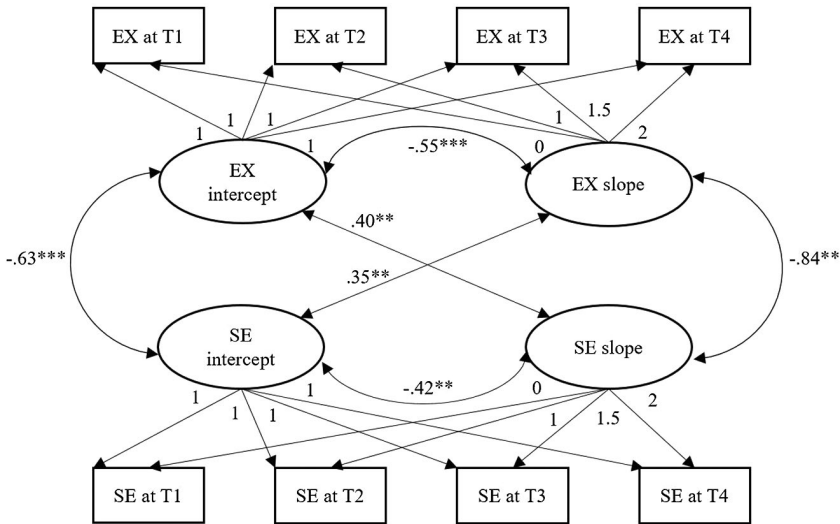 EX at T1
EX at T2
EX at T3
EX at T4
1
1
1
1
0
1
1.5
2
-.55***
EX
intercept
EX slope
.40**
-.63***
-.84**
.35**
SE
intercept
SE slope
-.42**
1
1
1
1
0
1
1.5
2
SE at T1
SE at T2
SE at T3
SE at T4